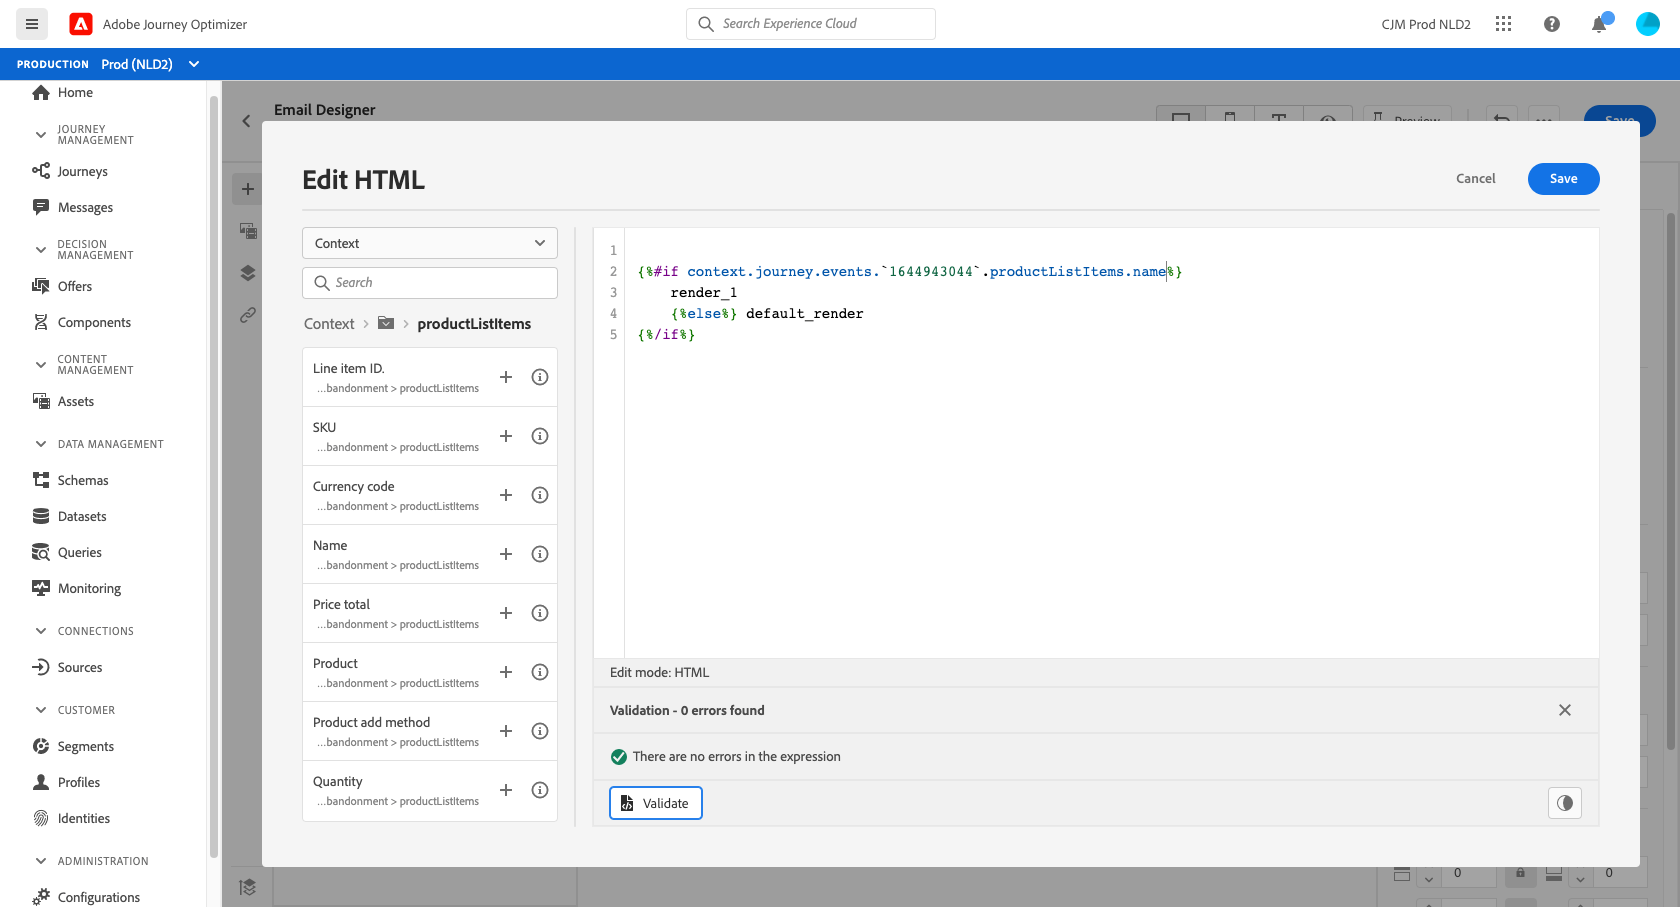 Adobe Journey Optimizer
Search Experience Cloud
CJM Prod NLD2
PRODUCTION Prod (NLD2)
Home
JOURNEY
MANAGEMENT
Journeys
Messages
DECISION
MANAGEMENT
Offers
Components
CONTENT
MANAGEMENT
Assets
DATA MANAGEMENT
Schemas
Datasets
Queries
Monitoring
CONNECTIONS
Sources
CUSTOMER
Segments
Profiles
Identities
ADMINISTRATION
Configurations
Email Designer
Preview
Save
Edit HTML
Cancel
Save
Context
Search
Context > > productListItems
Line item ID.
...bandonment > productListItems
SKU
...bandonment > productListItems
Currency code
...bandonment > productListItems
Name
...bandonment > productListItems
Price total
...bandonment > productListItems
Product
...bandonment > productListItems
Product add method
...bandonment > productListItems
Quantity
...bandonment > productListItems
1
2 {%#if context.journey.events.`1644943044`.productListItems.name%}
3 render_1
4 {%else%} default_render
5 {%/if%}
Edit mode: HTML
Validation - 0 errors found
There are no errors in the expression
Validate
0
0